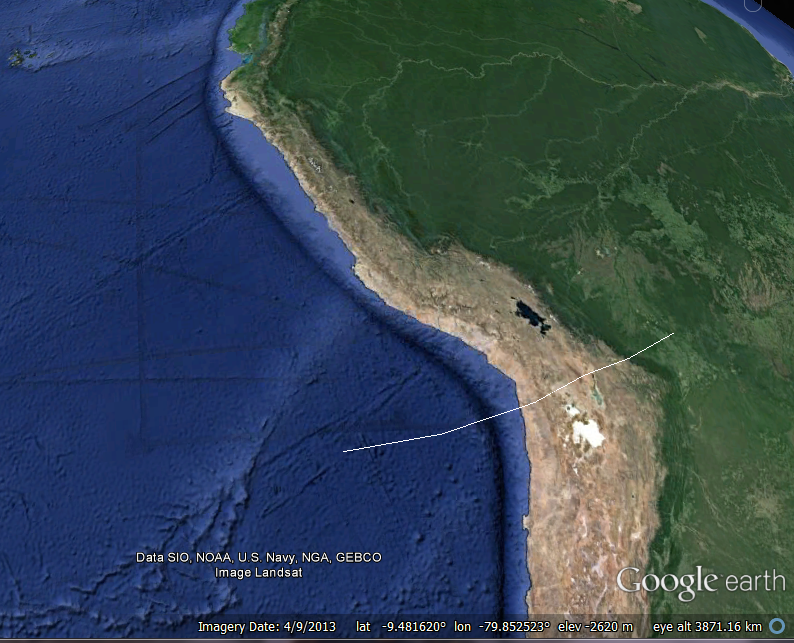 Data SIO, NOAA, U.S. Navy, NGA, GEBCO
Image Landsat
Google earth
Imagery Date: 4/9/2013 lat -9.481620° lon -79.852523° elev -2620 m eye alt 3871.16 km